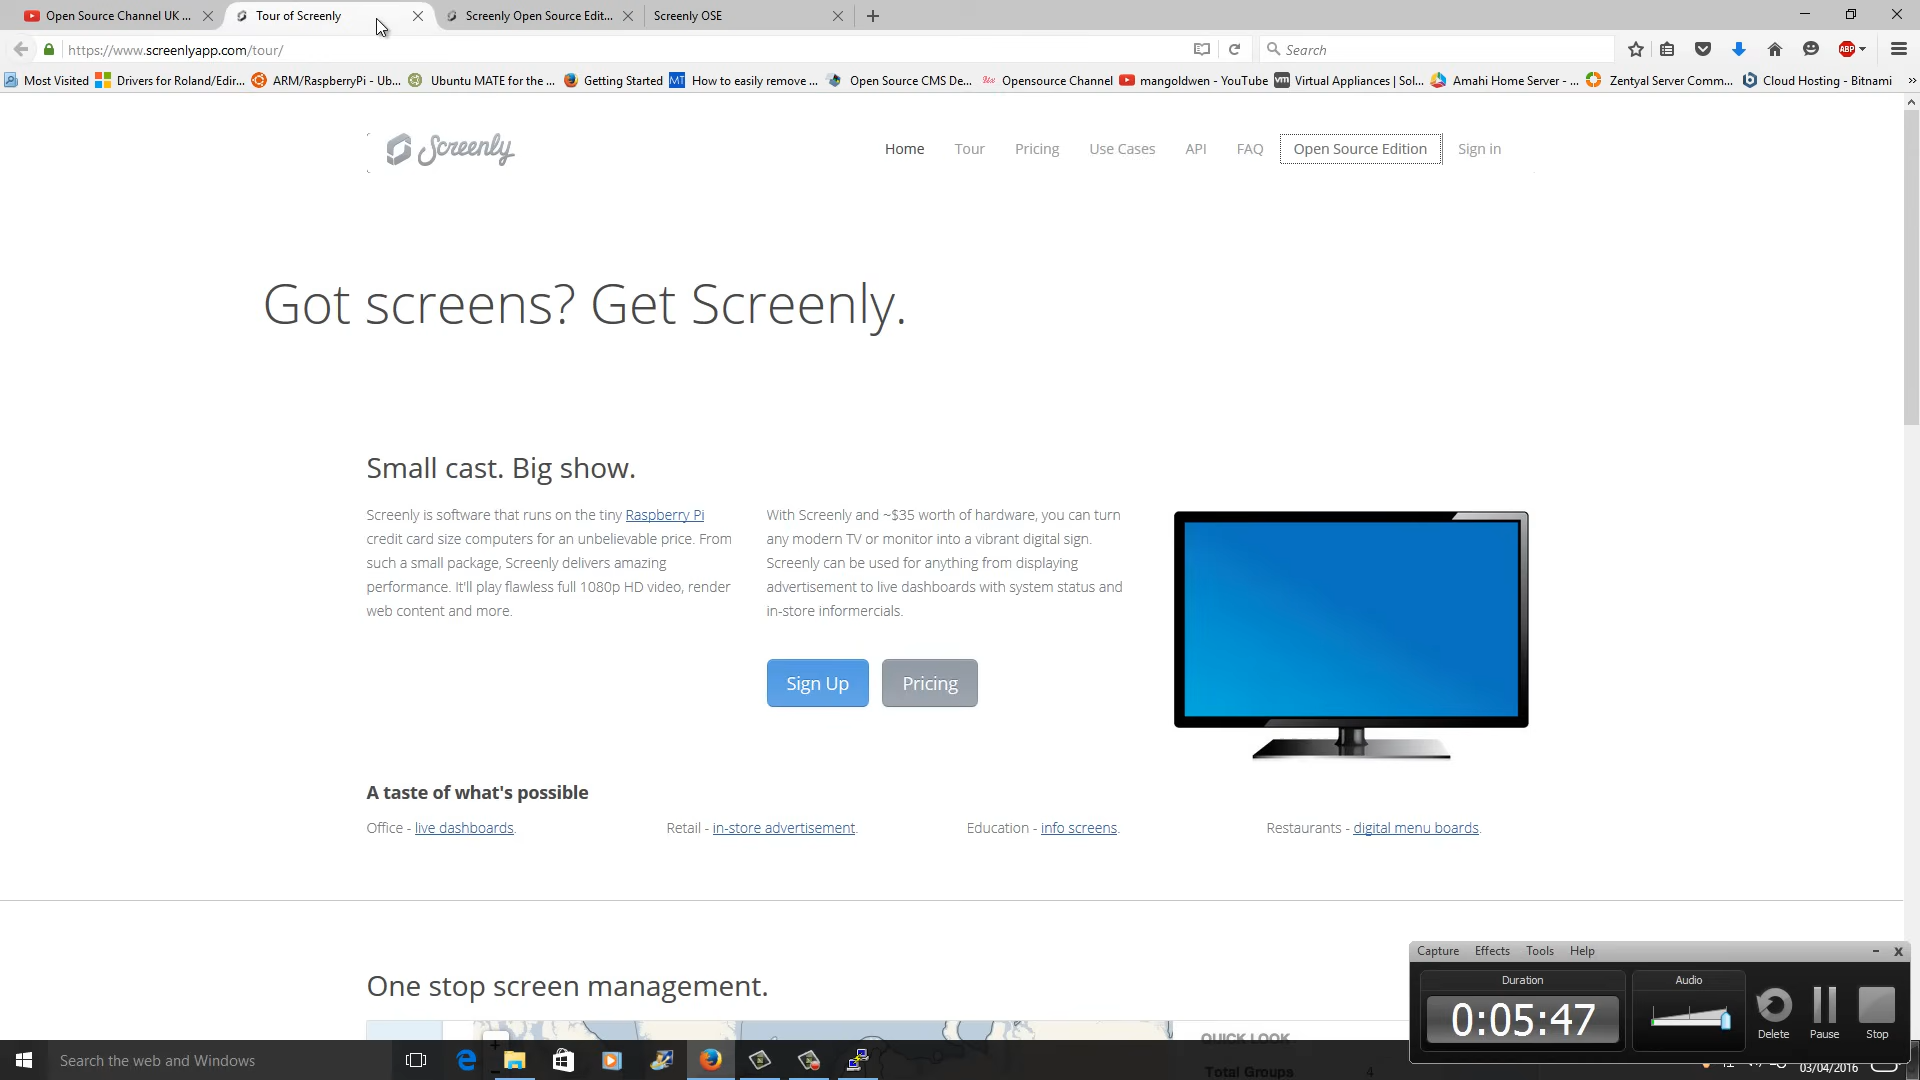 Open Source Channel UK ...
Tour of Screenly
Screenly Open Source Edit...
Screenly OSE
https://www.screenlyapp.com/tour/
Search
ABP
Most Visited
Drivers for Roland/Edir...
ARM/RaspberryPi - Ub...
Ubuntu MATE for the ...
Getting Started
MT
How to easily remove ...
Open Source CMS De...
Opensource Channel
mangoldwen - YouTube
vm
Virtual Appliances | Sol...
Amahi Home Server - ...
Zentyal Server Comm...
Cloud Hosting - Bitnami
Screenly
Home
Tour
Pricing
Use Cases
API
FAQ
Open Source Edition
Sign in
Got screens? Get Screenly.
Small cast. Big show.
Screenly is software that runs on the tiny Raspberry Pi
credit card size computers for an unbelievable price. From
such a small package, Screenly delivers amazing
performance. It'll play flawless full 1080p HD video, render
web content and more.
With Screenly and ~$35 worth of hardware, you can turn
any modern TV or monitor into a vibrant digital sign.
Screenly can be used for anything from displaying
advertisement to live dashboards with system status and
in-store informercials.
Sign Up
Pricing
A taste of what's possible
Office - live dashboards.
Retail - in-store advertisement.
Education - info screens.
Restaurants - digital menu boards.
One stop screen management.
QUICK LOOK
Total Groups
4
Capture
Effects
Tools
Help
Duration
0:05:47
Audio
Delete
Pause
Stop
Search the web and Windows
03/04/2016